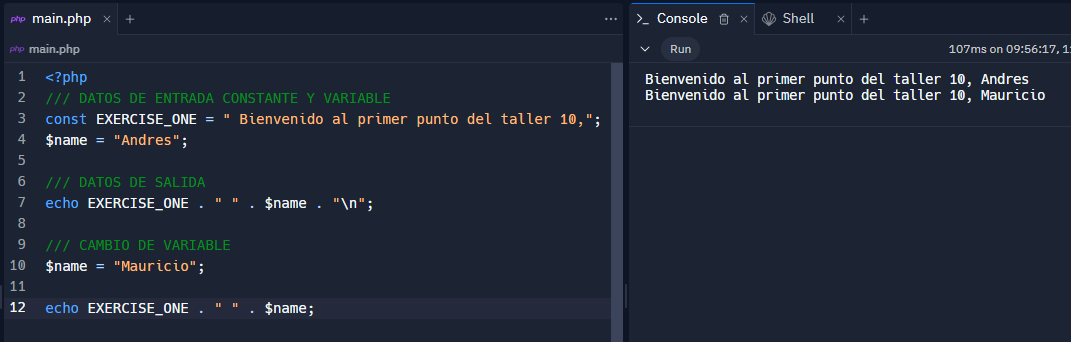 php main.php × + ...
php main.php
1 <?php
2 /// DATOS DE ENTRADA CONSTANTE Y VARIABLE
3 const EXERCISE_ONE = " Bienvenido al primer punto del taller 10,";
4 $name = "Andres";
5
6 /// DATOS DE SALIDA
7 echo EXERCISE_ONE . " " . $name . "\n";
8
9 /// CAMBIO DE VARIABLE
10 $name = "Mauricio";
11
12 echo EXERCISE_ONE . " " . $name;
>_ Console × Shell × +
Run 107ms on 09:56:17, 1
Bienvenido al primer punto del taller 10, Andres
Bienvenido al primer punto del taller 10, Mauricio